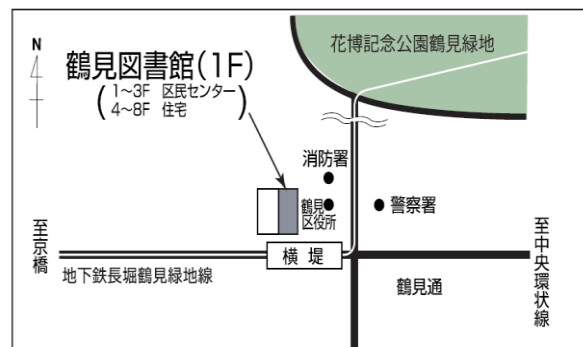 N
花博記念公園鶴見緑地
鶴見図書館(1F)
(1~3F 区民センター
4~8F 住宅)
消防署
鶴見
区役所
警察署
横堤
至京橋
地下鉄長堀鶴見緑地線
鶴見通
至中央環状線